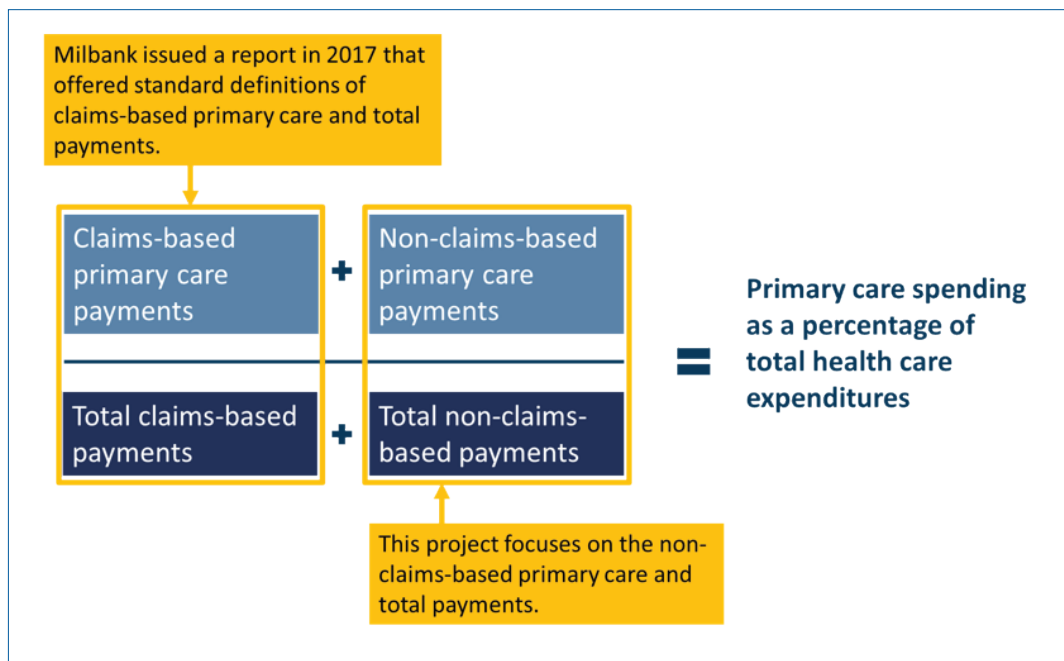 Milbank issued a report in 2017 that
offered standard definitions of
claims-based primary care and total
payments.
Claims-based
primary care
payments
+
Non-claims-based
primary care
payments
Total claims-based
payments
+
Total non-claims-
based payments
=
Primary care spending
as a percentage of
total health care
expenditures
This project focuses on the non-
claims-based primary care and
total payments.